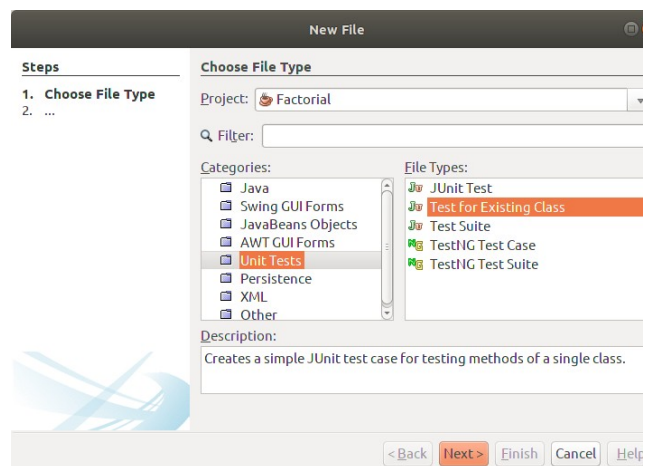 New File
Steps
1. Choose File Type
2. ...
Choose File Type
Project: Factorial
Filter:
Categories:
Java
Swing GUI Forms
JavaBeans Objects
AWT GUI Forms
Unit Tests
Persistence
XML
Other
File Types:
JUnit Test
Test for Existing Class
Test Suite
TestNG Test Case
TestNG Test Suite
Description:
Creates a simple JUnit test case for testing methods of a single class.
< Back Next > Finish Cancel Help